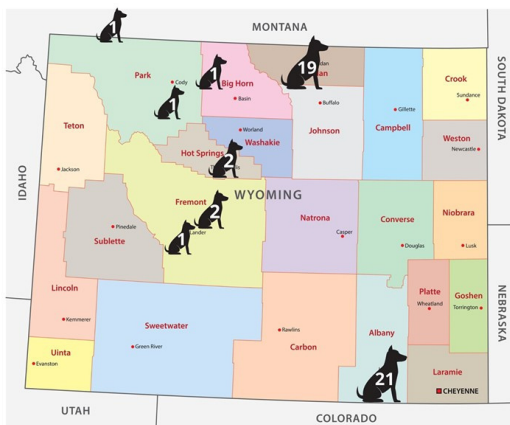 MONTANA
1
Park
Cody
1
1
Big Horn
Basin
19
Buffalo
Johnson
Campbell
Gillette
Crook
Sundance
SOUTH DAKOTA
Teton
Jackson
IDAHO
Worland
Washakie
Hot Springs
2
Weston
Newcastle
WYOMING
Fremont
2
1
Lander
Pinedale
Sublette
Natrona
Casper
Converse
Douglas
Niobrara
Lusk
Lincoln
Kemmerer
Sweetwater
Green River
Rawlins
Carbon
Albany
21
Platte
Wheatland
Goshen
Torrington
NEBRASKA
Uinta
Evanston
Laramie
CHEYENNE
UTAH
COLORADO